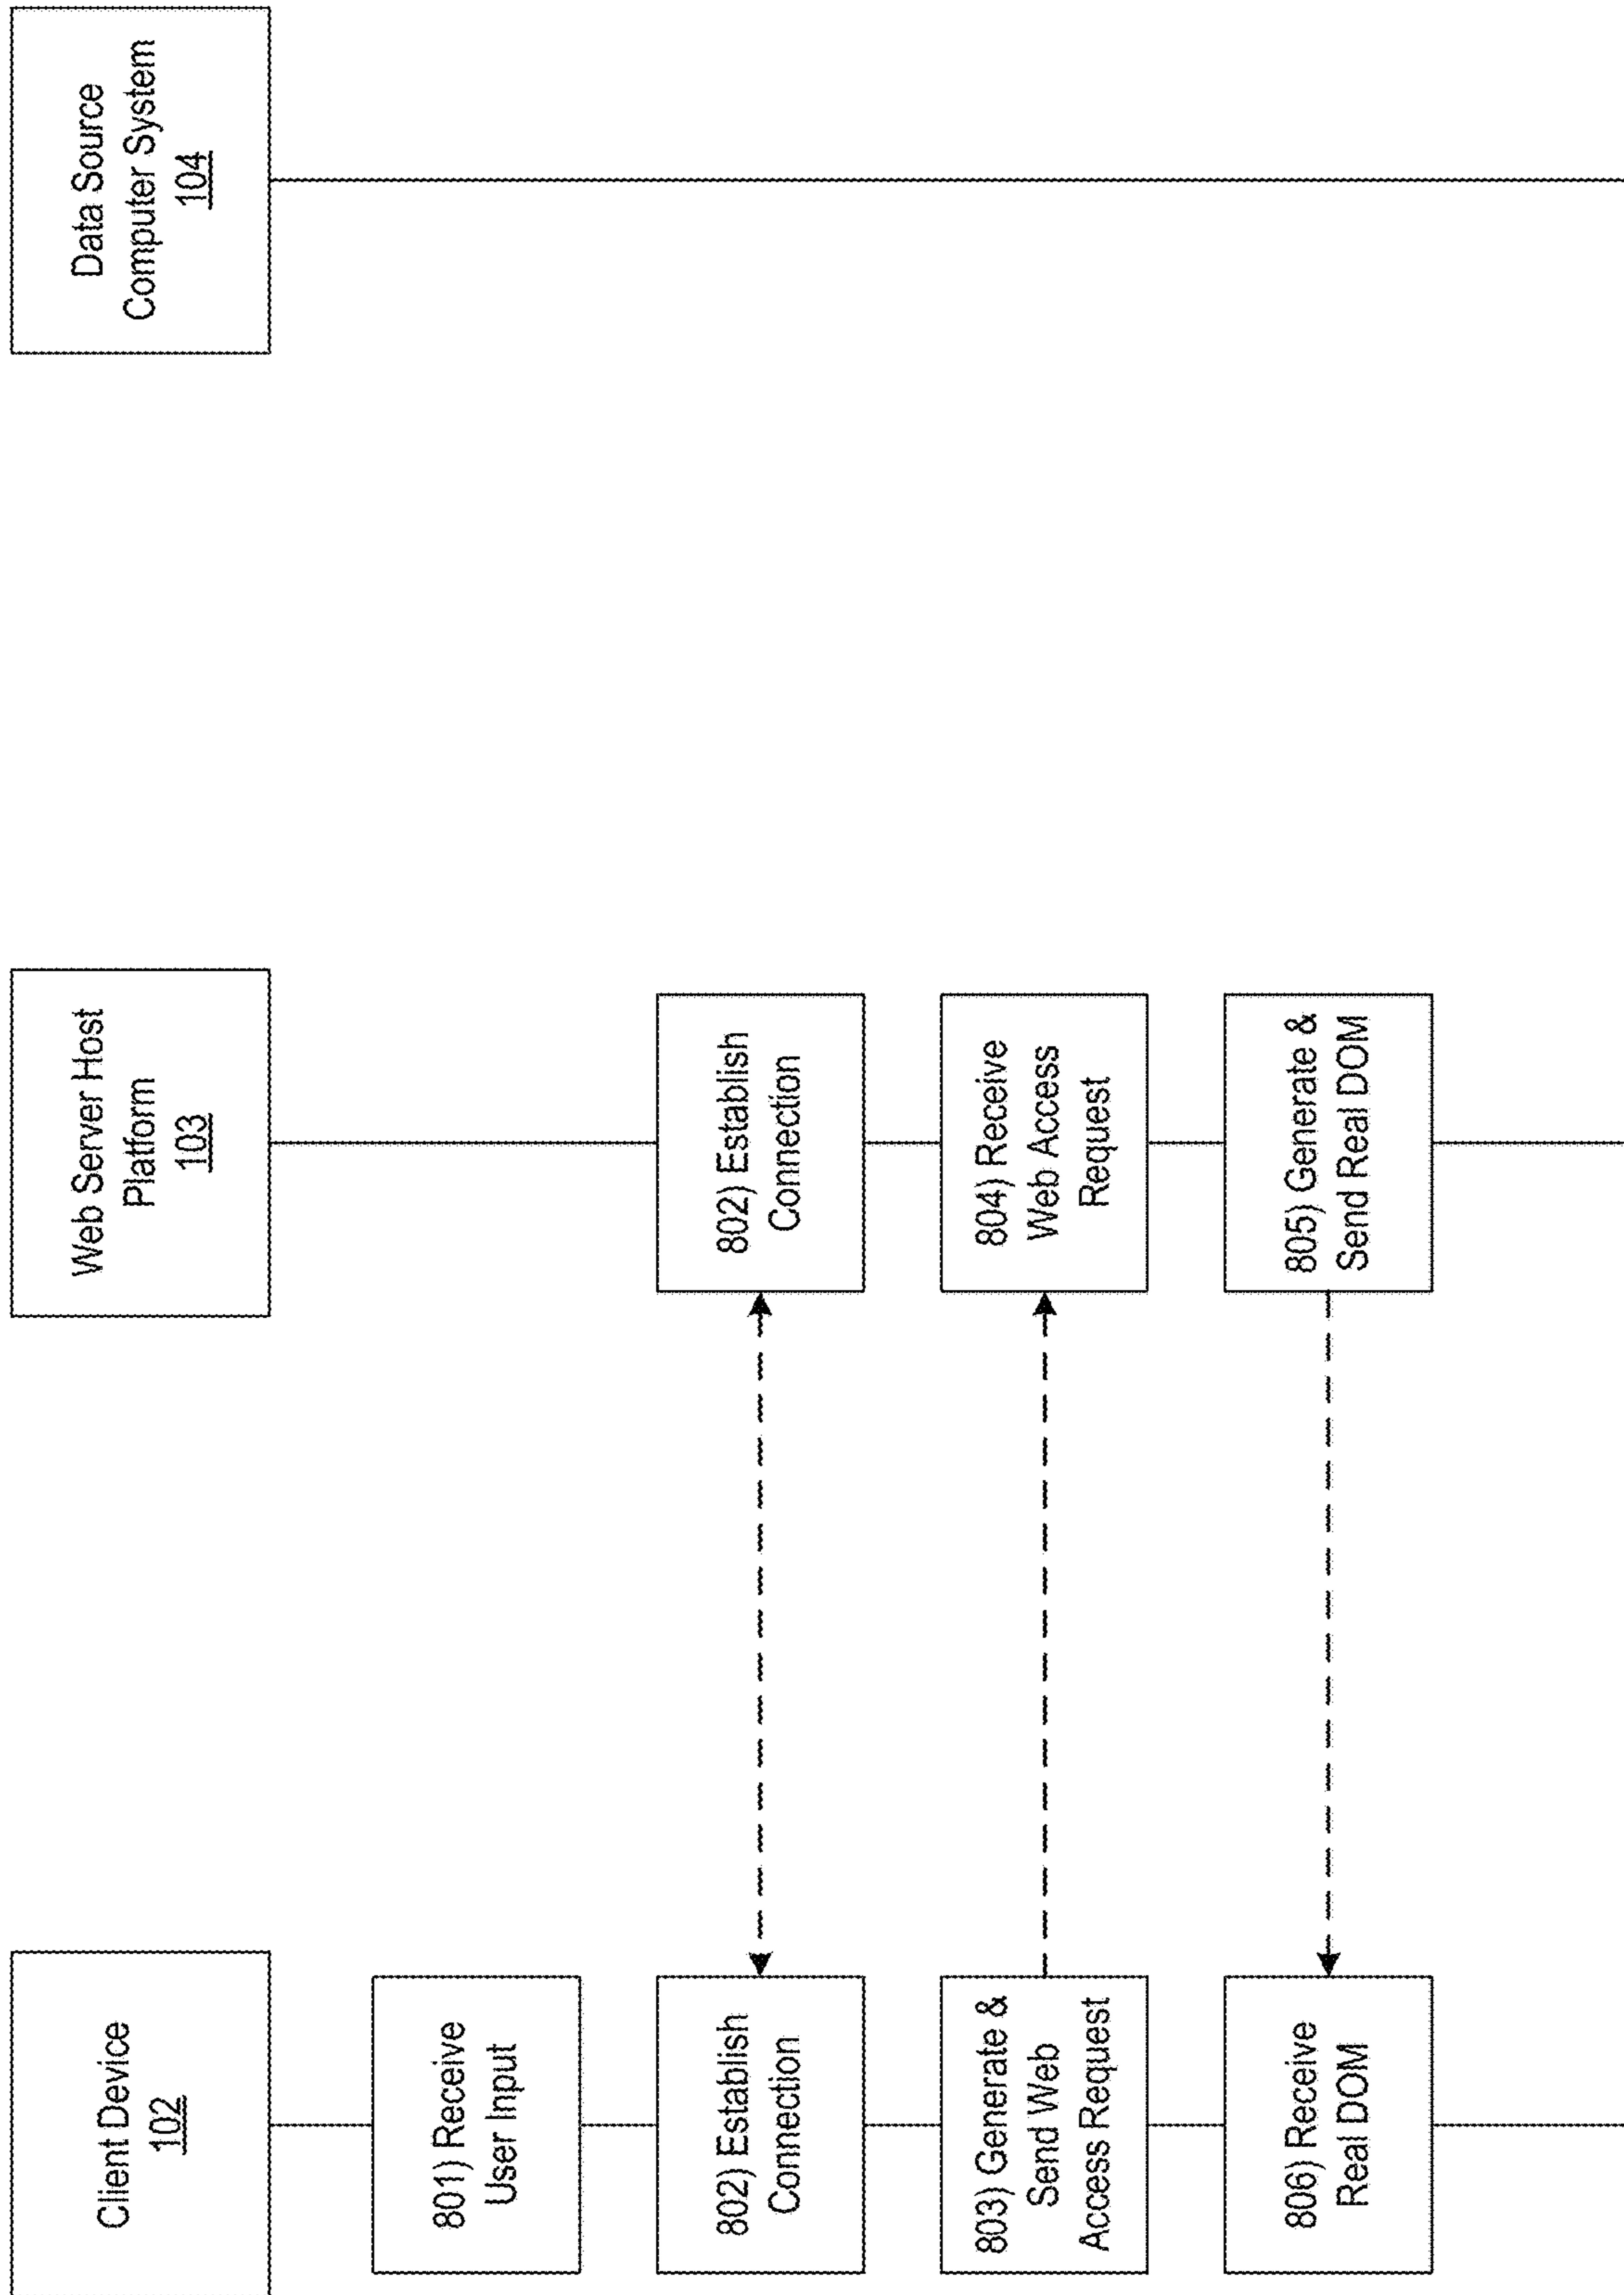 Client Device
102
Web Server Host
Platform
103
Data Source
Computer System
104
801) Receive
User Input
802) Establish
Connection
802) Establish
Connection
803) Generate &
Send Web
Access Request
804) Receive
Web Access
Request
806) Receive
Real DOM
805) Generate &
Send Real DOM